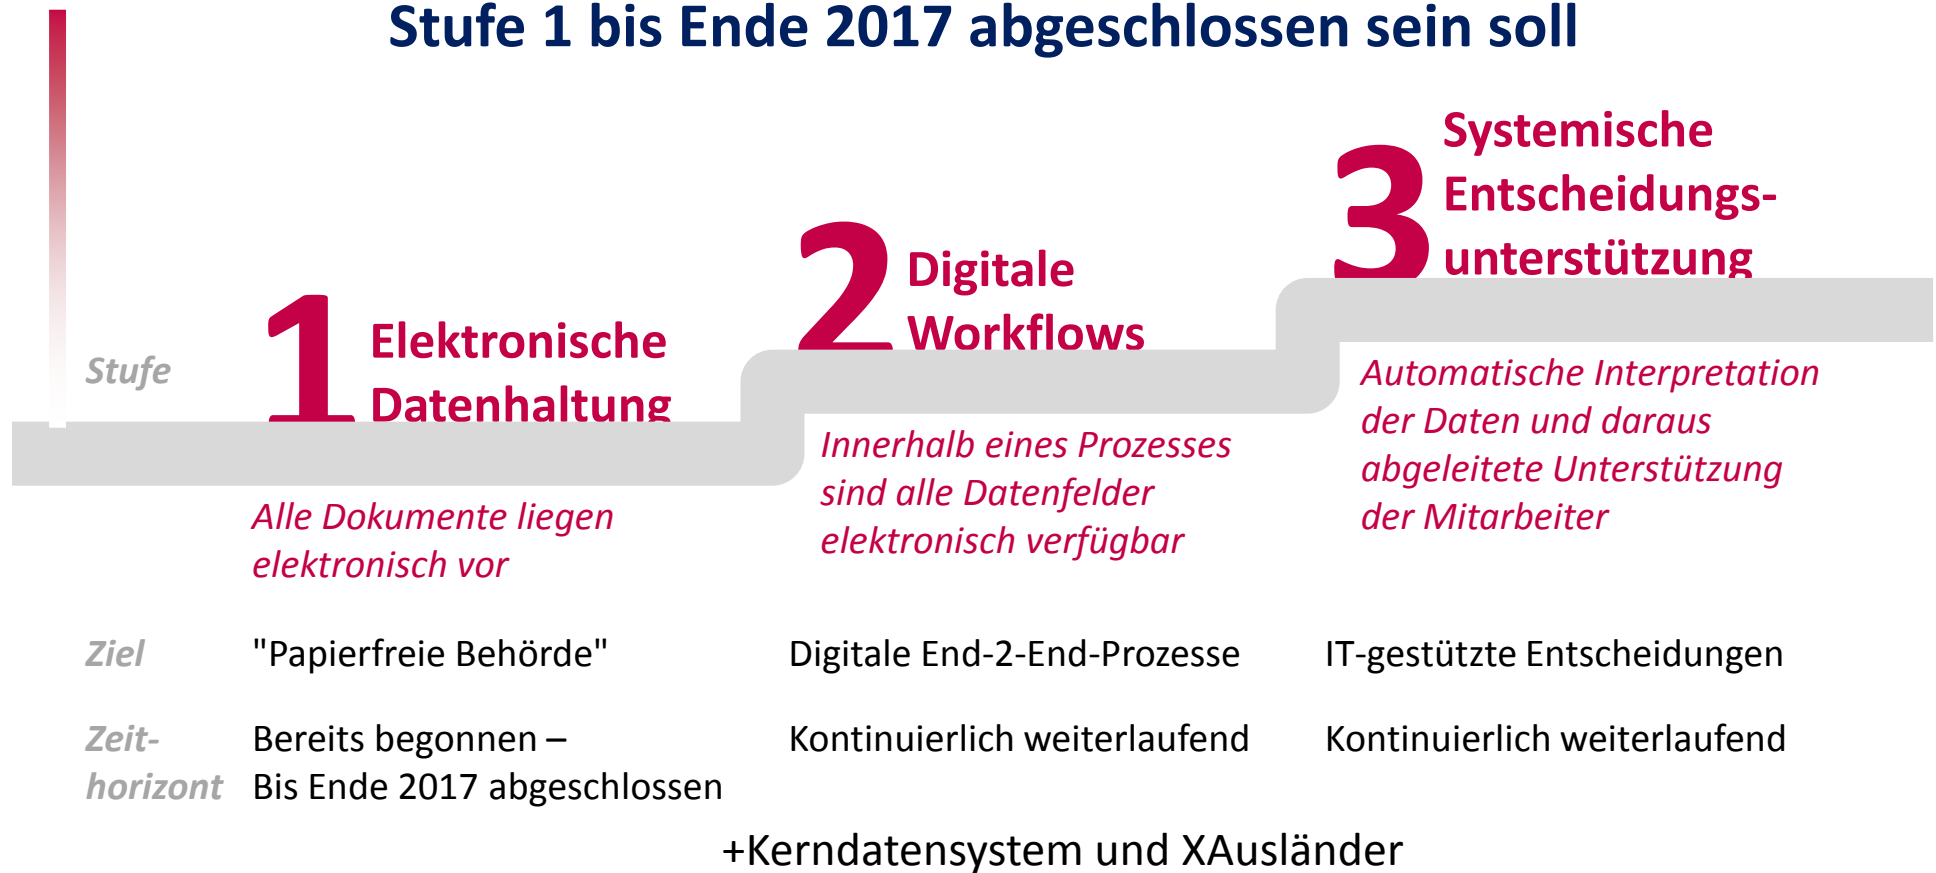 Stufe 1 bis Ende 2017 abgeschlossen sein soll
Stufe
1
Elektronische
Datenhaltung
Alle Dokumente liegen
elektronisch vor
2
Digitale
Workflows
Innerhalb eines Prozesses
sind alle Datenfelder
elektronisch verfügbar
3
Systemische
Entscheidungs-
unterstützung
Automatische Interpretation
der Daten und daraus
abgeleitete Unterstützung
der Mitarbeiter
Ziel
"Papierfreie Behörde"
Digitale End-2-End-Prozesse
IT-gestützte Entscheidungen
Zeit-
horizont
Bereits begonnen –
Bis Ende 2017 abgeschlossen
Kontinuierlich weiterlaufend
Kontinuierlich weiterlaufend
+Kerndatensystem und XAusländer